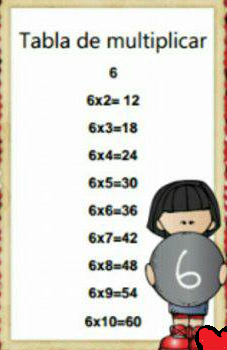 Tabla de multiplicar
6
6x2= 12
6x3=18
6x4=24
6x5=30
6x6=36
6x7=42
6x8=48
6x9=54
6x10=60
6